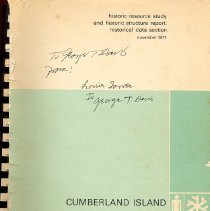 historic resource study
and historic structure report
historical data section
november 1977
To George T Davis
From:
Louis Torres
To
George T. Davis
CUMBERLAND ISLAND